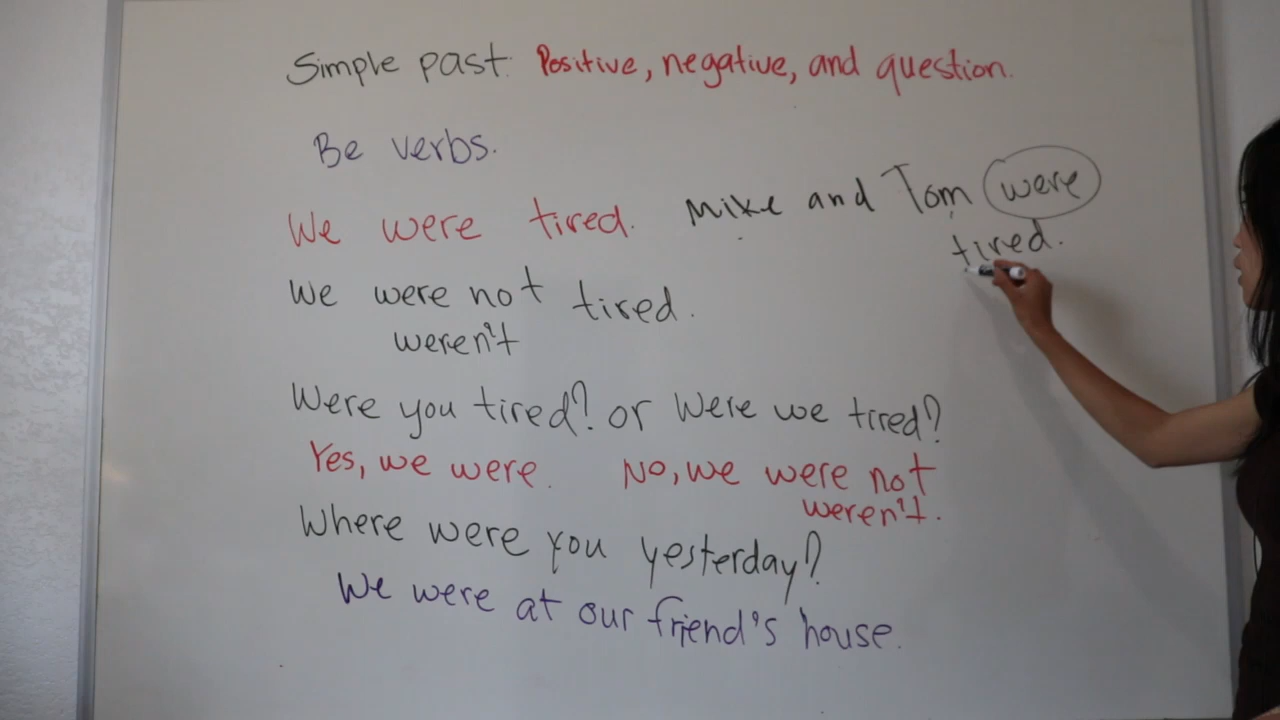 Simple past: Positive, negative, and question.
Be verbs.
We were tired. Mike and Tom were
tired.
We were not tired.
weren't
Were you tired? or Were we tired?
Yes, we were. No, we were not
weren't.
Where were you yesterday?
We were at our friend's house.